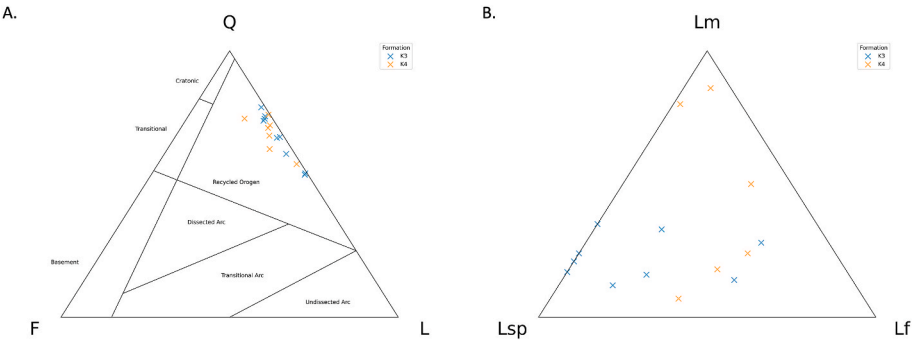 A.
Q
Formation
K3
K4
Cratonic
Transitional
Recycled Orogen
Dissected Arc
Basement
Transitional Arc
Undissected Arc
F
L
B.
Lm
Formation
K3
K4
Lsp
Lf